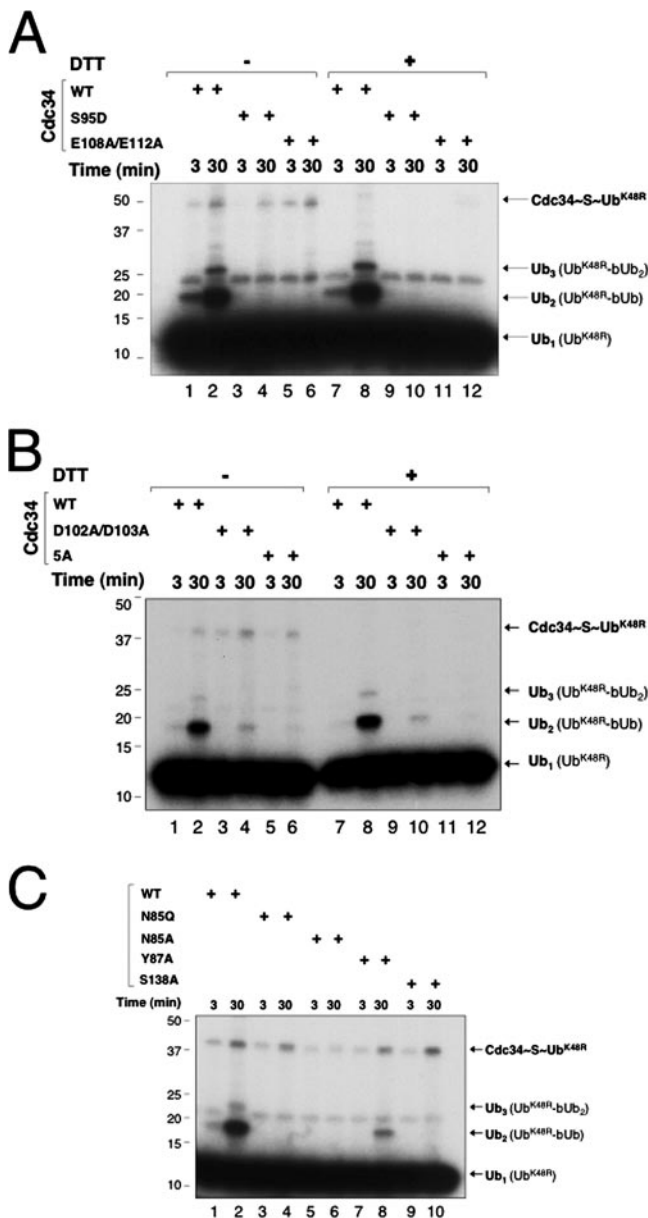 A
DTT - +
Cdc34
WT + + + +
S95D + + + +
E108A/E112A + + + +
Time (min) 3 30 3 30 3 30 3 30 3 30 3 30
50
37
25
20
15
10
Cdc34~S~Ub^K48R
Ub₃ (Ub^K48R-bUb₂)
Ub₂ (Ub^K48R-bUb)
Ub₁ (Ub^K48R)
1 2 3 4 5 6 7 8 9 10 11 12
B
DTT - +
Cdc34
WT + + + +
D102A/D103A + + + +
5A + + + +
Time (min) 3 30 3 30 3 30 3 30 3 30 3 30
50
37
25
20
15
10
Cdc34~S~Ub^K48R
Ub₃ (Ub^K48R-bUb₂)
Ub₂ (Ub^K48R-bUb)
Ub₁ (Ub^K48R)
1 2 3 4 5 6 7 8 9 10 11 12
C
WT + +
N85Q + +
N85A + +
Y87A + +
S138A + +
Time (min) 3 30 3 30 3 30 3 30 3 30
50
37
25
20
15
10
Cdc34~S~Ub^K48R
Ub₃ (Ub^K48R-bUb₂)
Ub₂ (Ub^K48R-bUb)
Ub₁ (Ub^K48R)
1 2 3 4 5 6 7 8 9 10